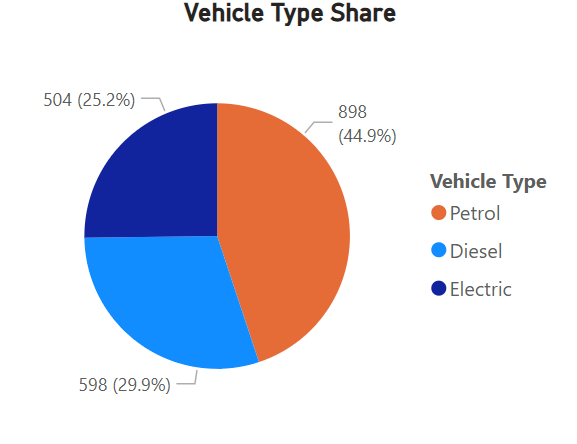 Vehicle Type Share
504 (25.2%)
898
(44.9%)
Vehicle Type
Petrol
Diesel
Electric
598 (29.9%)